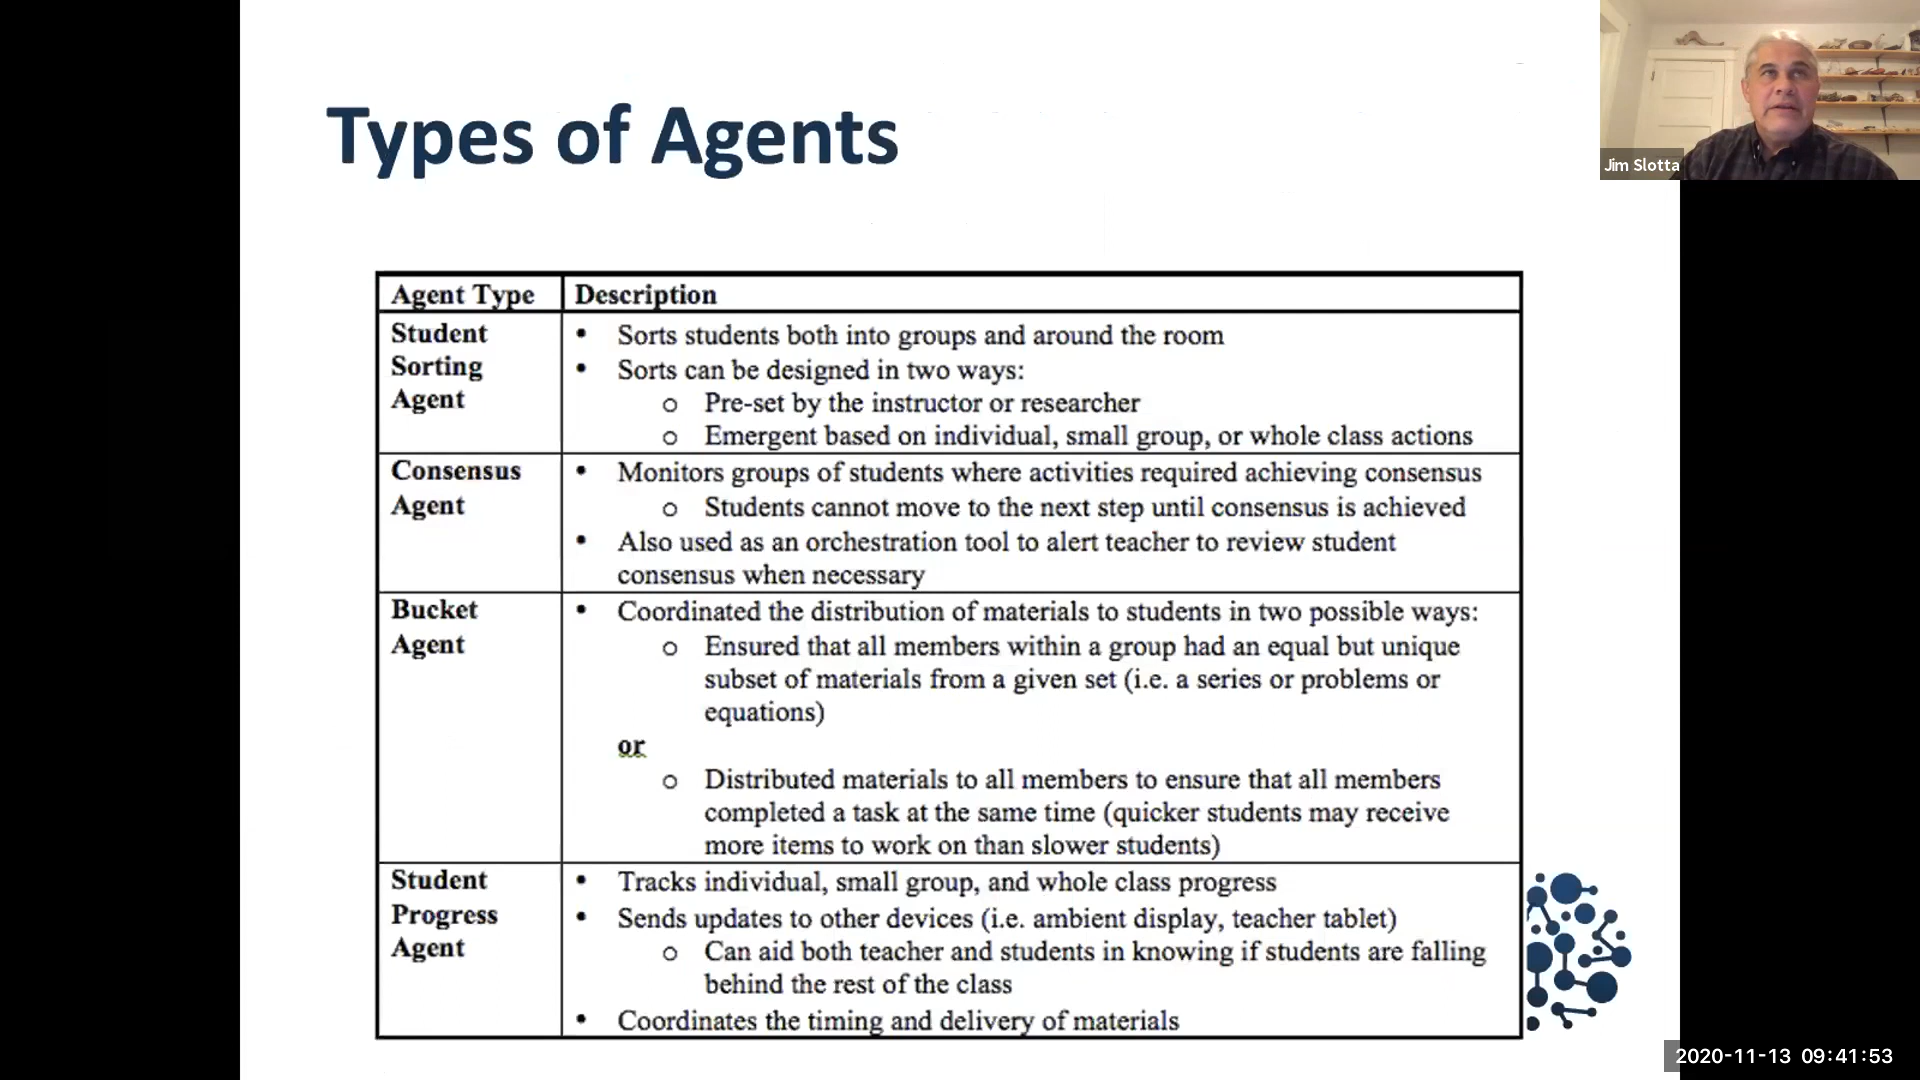 Types of Agents
Jim Slotta
Agent Type Description
Student
Sorting
Agent
• Sorts students both into groups and around the room
• Sorts can be designed in two ways:
o Pre-set by the instructor or researcher
o Emergent based on individual, small group, or whole class actions
Consensus
Agent
• Monitors groups of students where activities required achieving consensus
o Students cannot move to the next step until consensus is achieved
• Also used as an orchestration tool to alert teacher to review student
consensus when necessary
Bucket
Agent
• Coordinated the distribution of materials to students in two possible ways:
o Ensured that all members within a group had an equal but unique
subset of materials from a given set (i.e. a series or problems or
equations)
or
o Distributed materials to all members to ensure that all members
completed a task at the same time (quicker students may receive
more items to work on than slower students)
Student
Progress
Agent
• Tracks individual, small group, and whole class progress
• Sends updates to other devices (i.e. ambient display, teacher tablet)
o Can aid both teacher and students in knowing if students are falling
behind the rest of the class
• Coordinates the timing and delivery of materials
2020-11-13 09:41:53